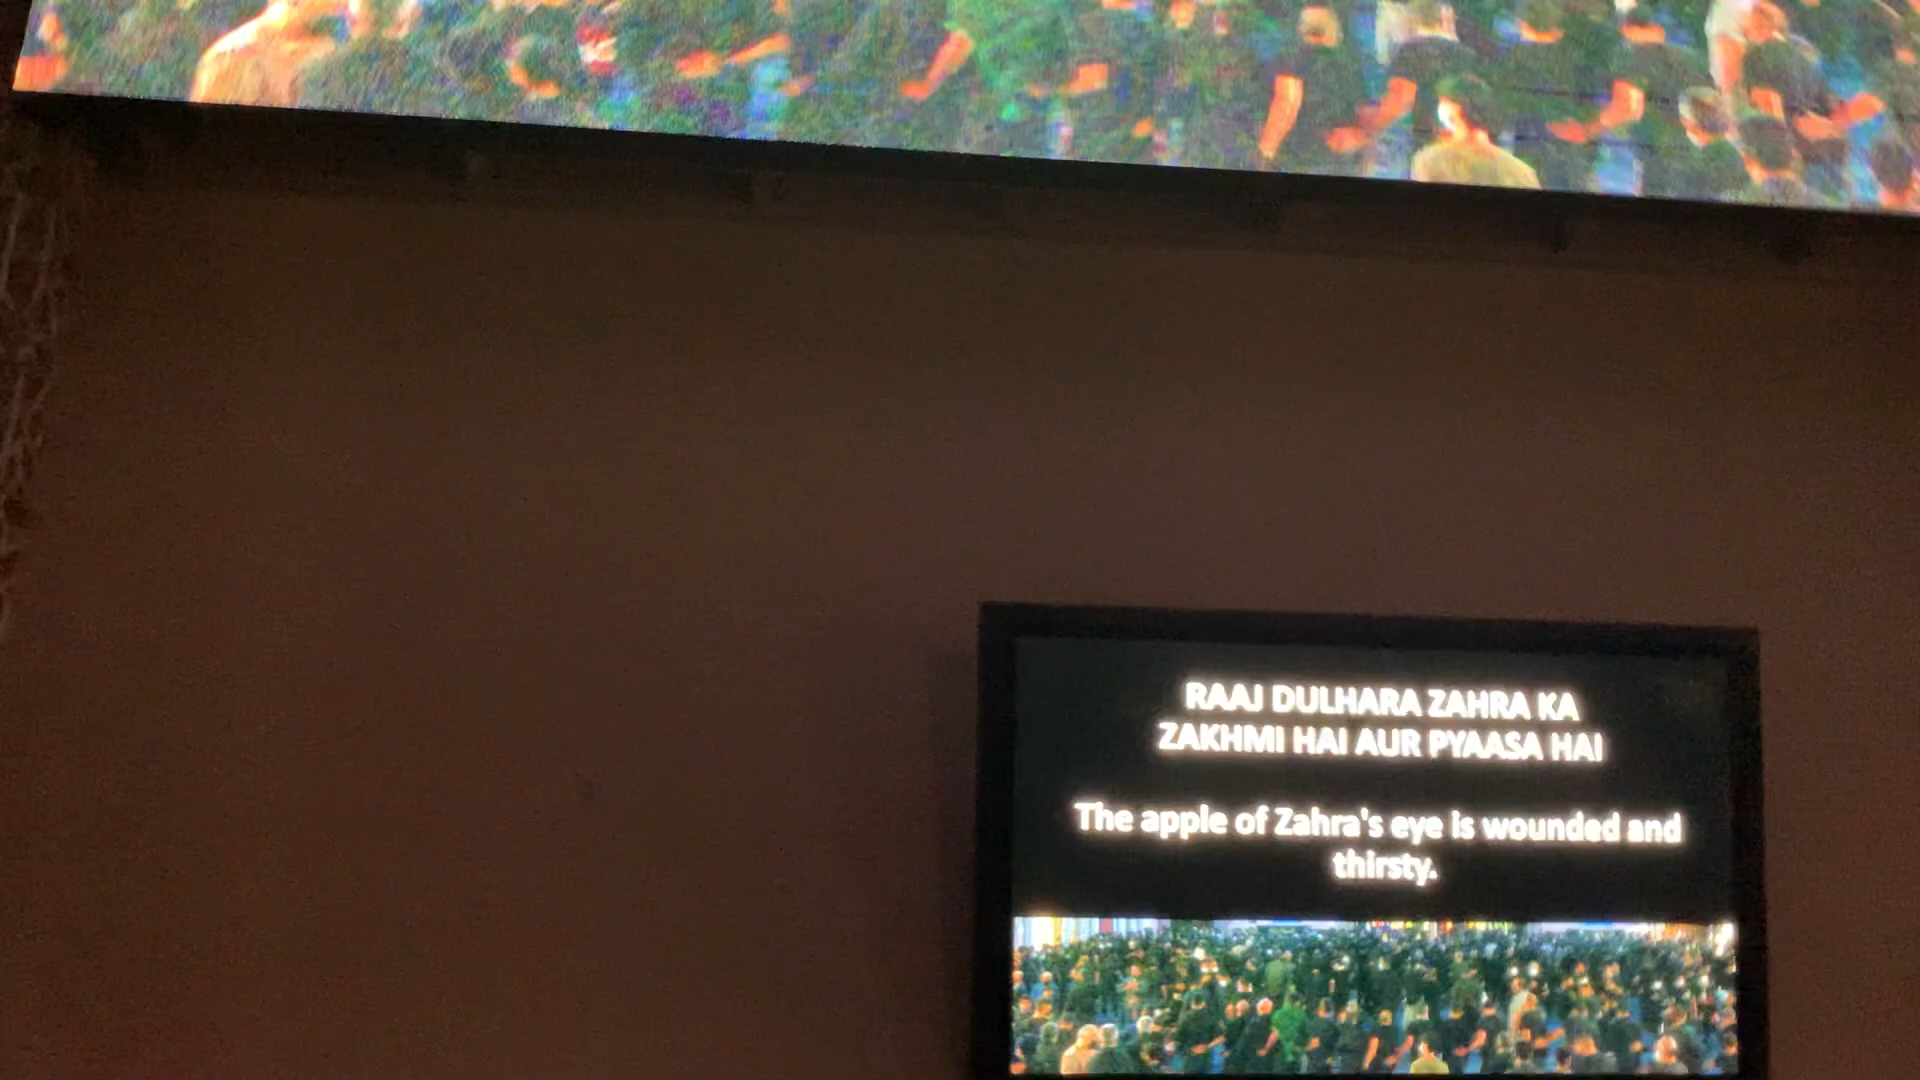 RAAJ DULHARA ZAHRA KA
ZAKHMI HAI AUR PYAASA HAI
The apple of Zahra's eye is wounded and
thirsty.